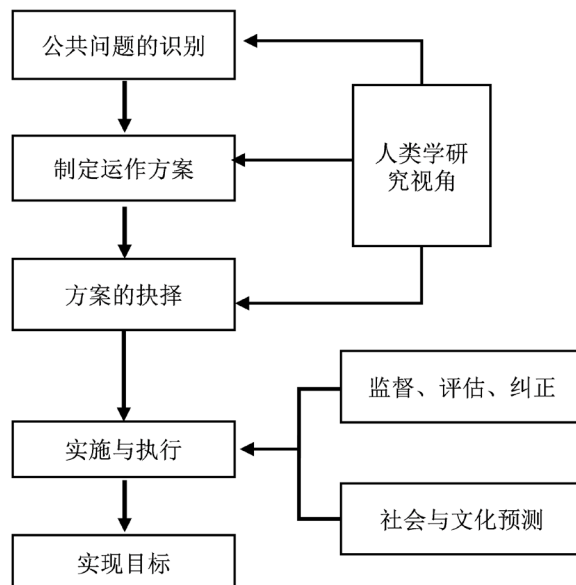 公共问题的识别
制定运作方案
人类学研
究视角
方案的抉择
监督、评估、纠正
实施与执行
社会与文化预测
实现目标